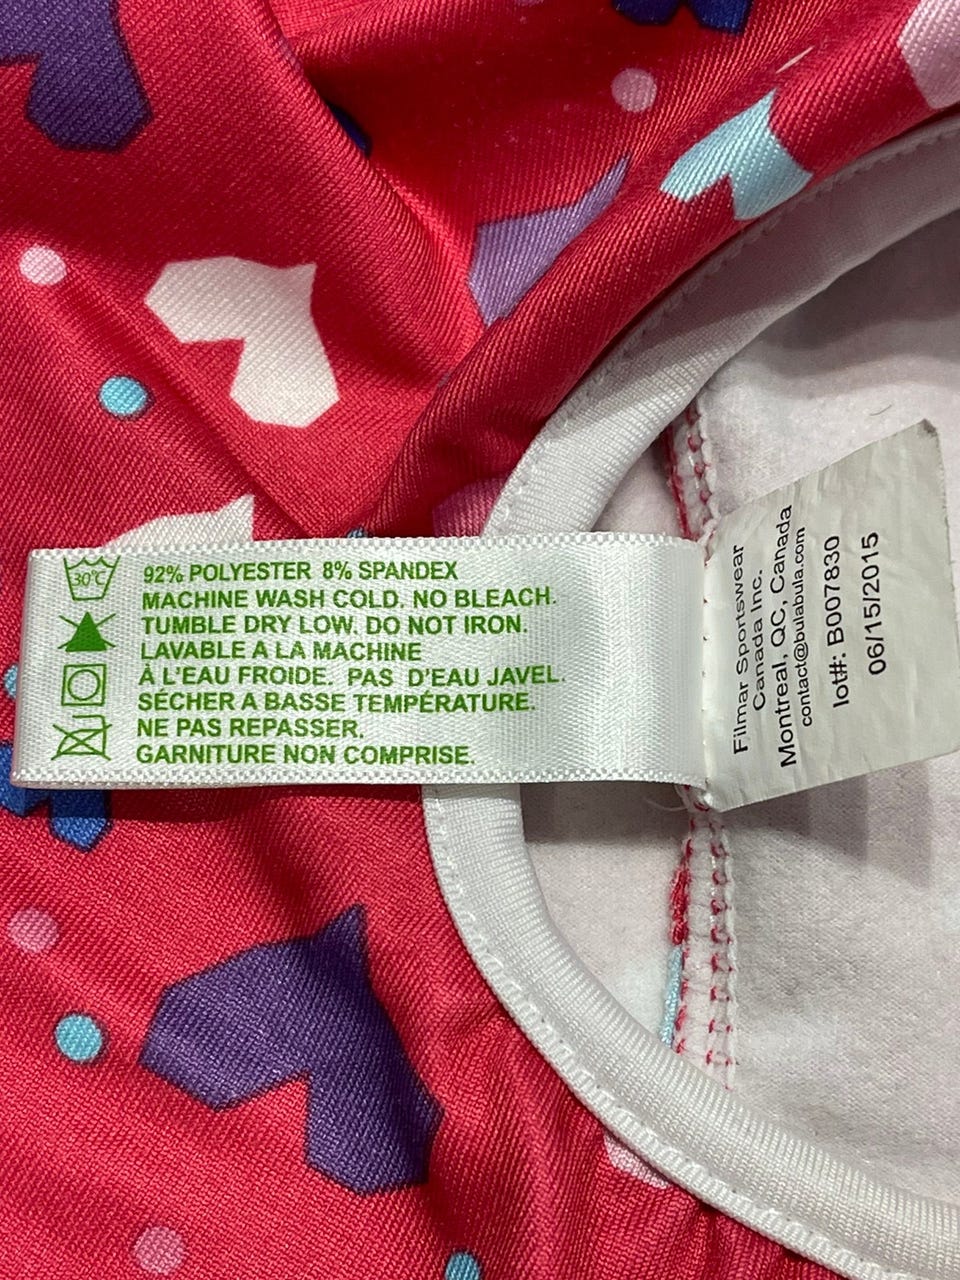 30°C
92% POLYESTER 8% SPANDEX
MACHINE WASH COLD. NO BLEACH.
TUMBLE DRY LOW. DO NOT IRON.
LAVABLE A LA MACHINE
À L'EAU FROIDE. PAS D'EAU JAVEL.
SÉCHER A BASSE TEMPÉRATURE.
NE PAS REPASSER.
GARNITURE NON COMPRISE.
Filmar Sportswear
Canada Inc.
Montreal, QC, Canada
contact@bulabula.com
lot#: B007830
06/15/2015